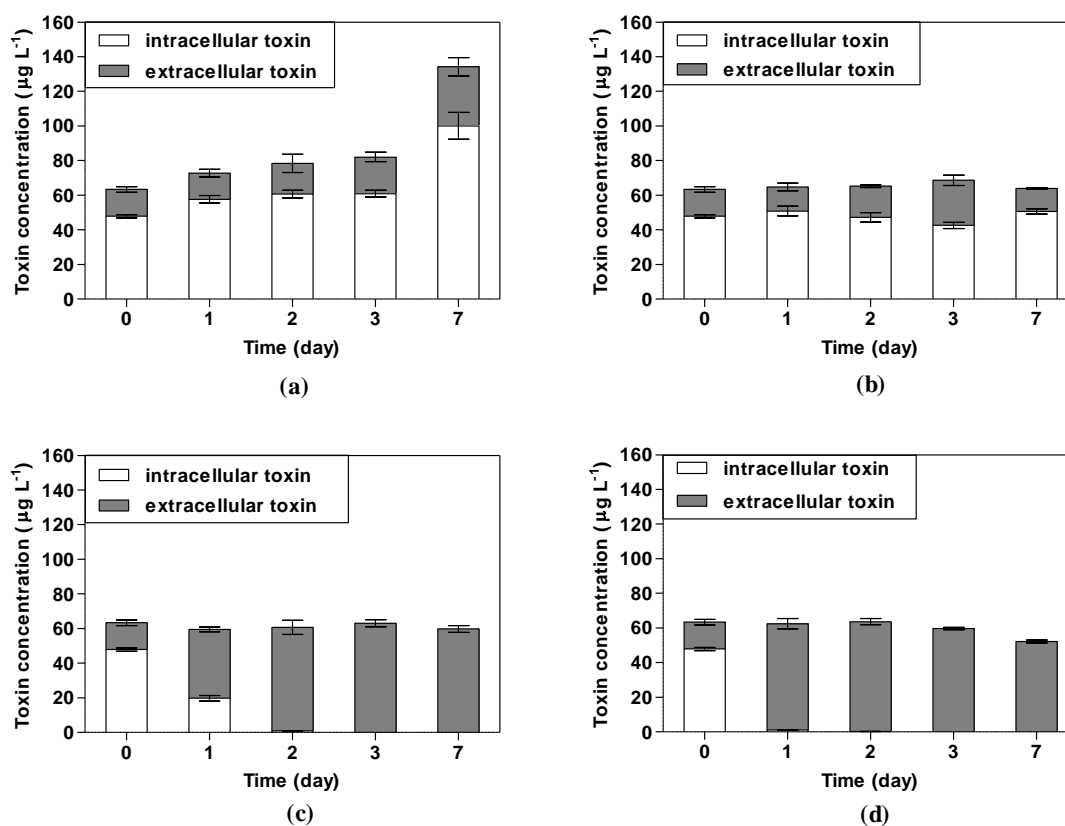 160
140
120
100
80
60
40
20
0
Toxin concentration (μg L⁻¹)
intracellular toxin
extracellular toxin
0 1 2 3 7
Time (day)
(a)
160
140
120
100
80
60
40
20
0
Toxin concentration (μg L⁻¹)
intracellular toxin
extracellular toxin
0 1 2 3 7
Time (day)
(b)
160
140
120
100
80
60
40
20
0
Toxin concentration (μg L⁻¹)
intracellular toxin
extracellular toxin
0 1 2 3 7
Time (day)
(c)
160
140
120
100
80
60
40
20
0
Toxin concentration (μg L⁻¹)
intracellular toxin
extracellular toxin
0 1 2 3 7
Time (day)
(d)